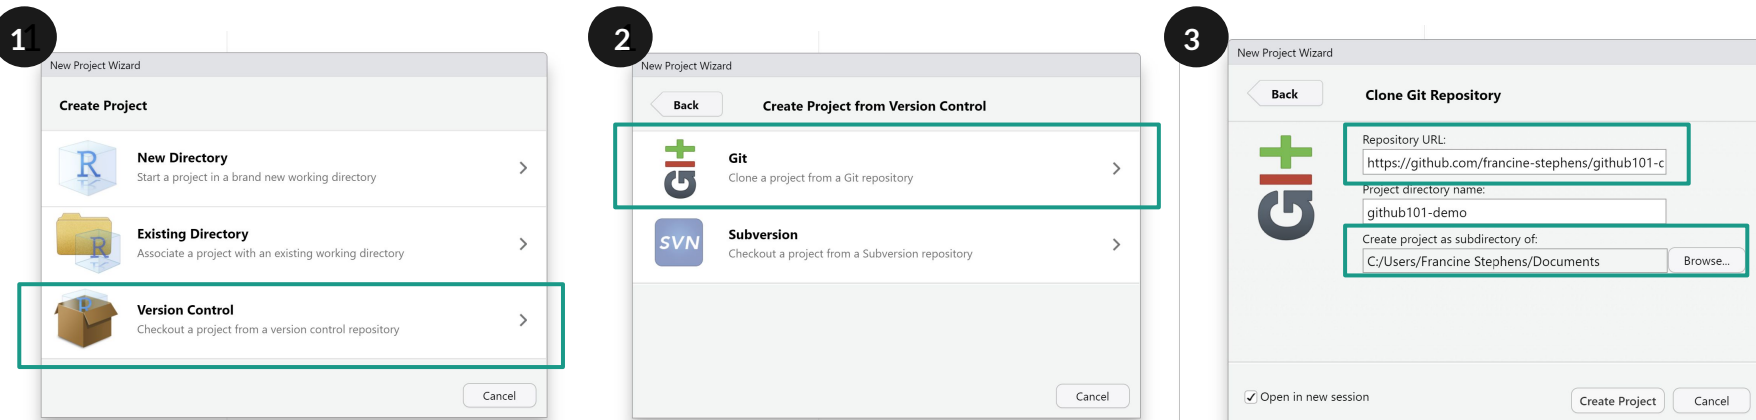 1
New Project Wizard
Create Project
New Directory
Start a project in a brand new working directory
Existing Directory
Associate a project with an existing working directory
Version Control
Checkout a project from a version control repository
Cancel
2
New Project Wizard
Back
Create Project from Version Control
git
Git
Clone a project from a Git repository
SVN
Subversion
Checkout a project from a Subversion repository
Cancel
3
New Project Wizard
Back
Clone Git Repository
git
Repository URL:
https://github.com/francine-stephens/github101-c
Project directory name:
github101-demo
Create project as subdirectory of:
C:/Users/Francine Stephens/Documents
Browse...
Open in new session
Create Project
Cancel